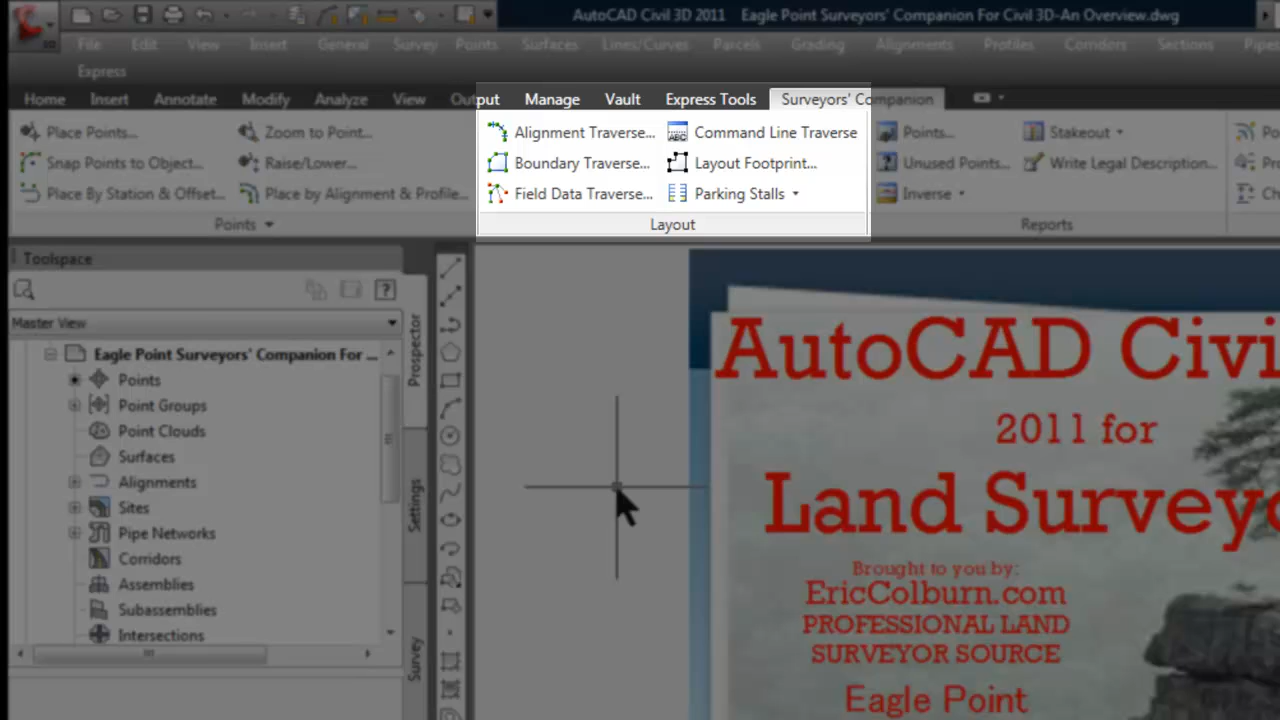 AutoCAD Civil 3D 2011 Eagle Point Surveyors' Companion For Civil 3D-An Overview.dwg
File Edit View Insert General Survey Points Surfaces Lines/Curves Parcels Grading Alignments Profiles Corridors Sections Pipes
Express
Home Insert Annotate Modify Analyze View Output Manage Vault Express Tools Surveyors' Companion
Place Points... Zoom to Point... Alignment Traverse... Command Line Traverse Points... Stakeout
Snap Points to Object... Raise/Lower... Boundary Traverse... Layout Footprint... Unused Points... Write Legal Description...
Place By Station & Offset... Place by Alignment & Profile... Field Data Traverse... Parking Stalls Inverse
Points Layout Reports
Toolspace
Master View
Prospector
Settings
Survey
Eagle Point Surveyors' Companion For ...
Points
Point Groups
Point Clouds
Surfaces
Alignments
Sites
Pipe Networks
Corridors
Assemblies
Subassemblies
Intersections
AutoCAD Civi
2011 for
Land Surveyo
Brought to you by:
EricColburn.com
PROFESSIONAL LAND
SURVEYOR SOURCE
Eagle Point